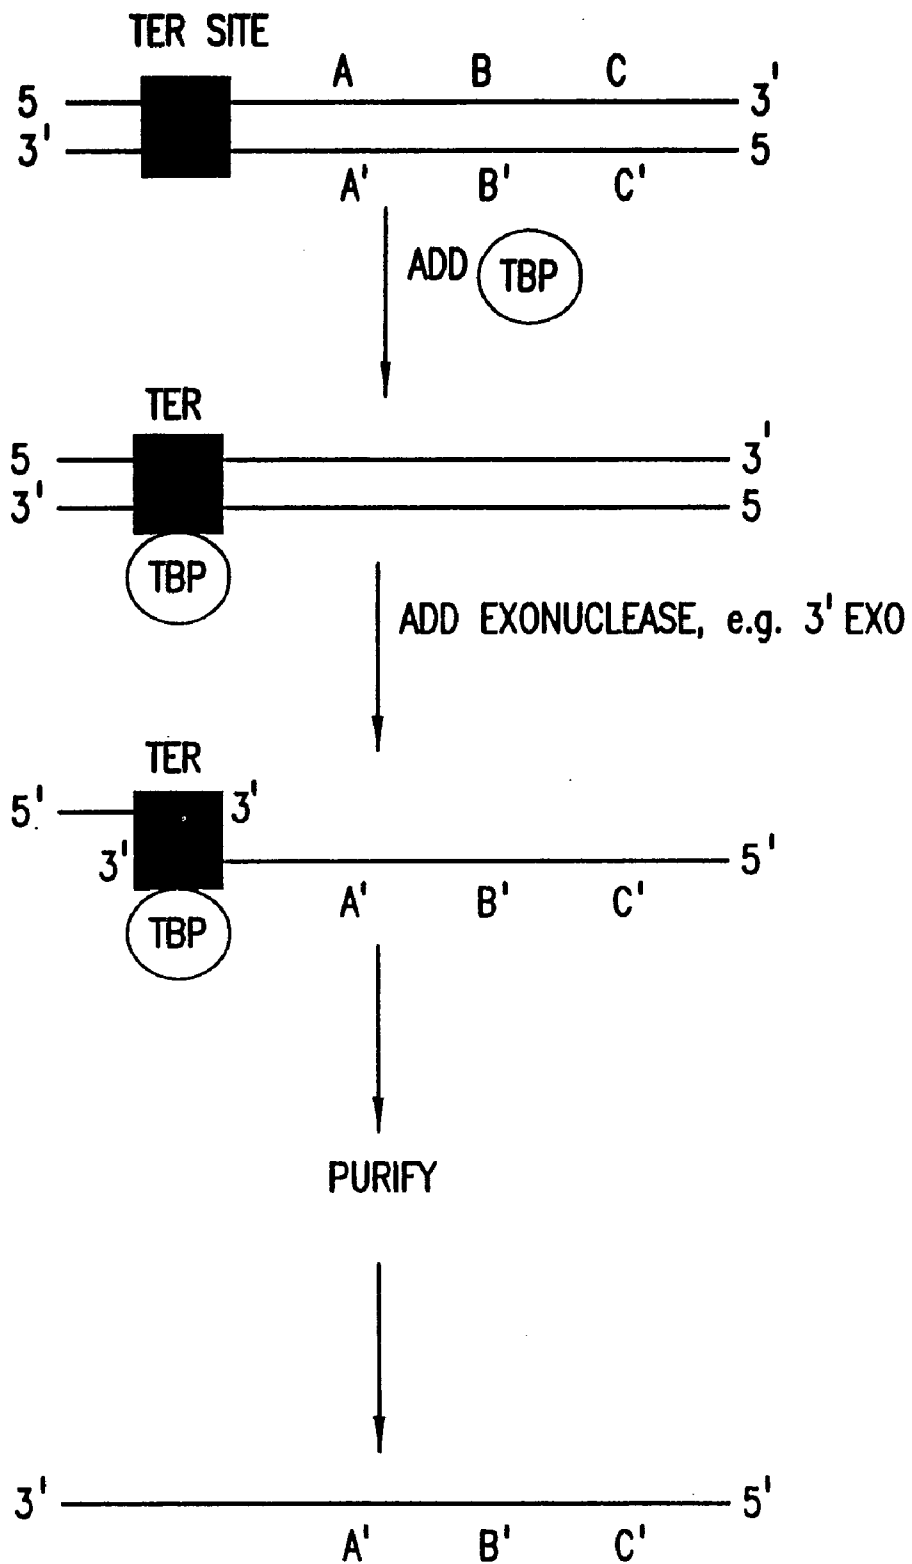 TER SITE
A B C
5 3'
3' 5
A' B' C'
ADD TBP
TER
5 3'
3' 5
TBP
ADD EXONUCLEASE, e.g. 3' EXO
TER
5' 3'
3' 5'
A' B' C'
TBP
PURIFY
3' 5'
A' B' C'